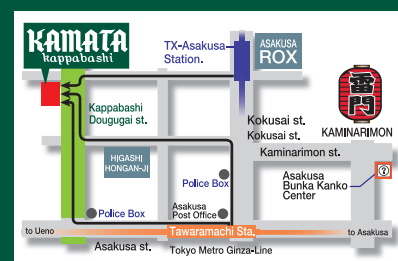 KAMATA
kappabashi
TX-Asakusa
Station.
ASAKUSA
ROX
雷
門
KAMINARIMON
Kappabashi
Dougugai st.
Kokusai st.
Kokusai st.
Kaminarimon st.
HIGASHI
HONGAN-JI
Police Box
Asakusa
Bunka Kanko
Center
?
Police Box
Asakusa
Post Office
to Ueno
Tawaramachi Sta.
to Asakusa
Asakusa st.
Tokyo Metro Ginza-Line